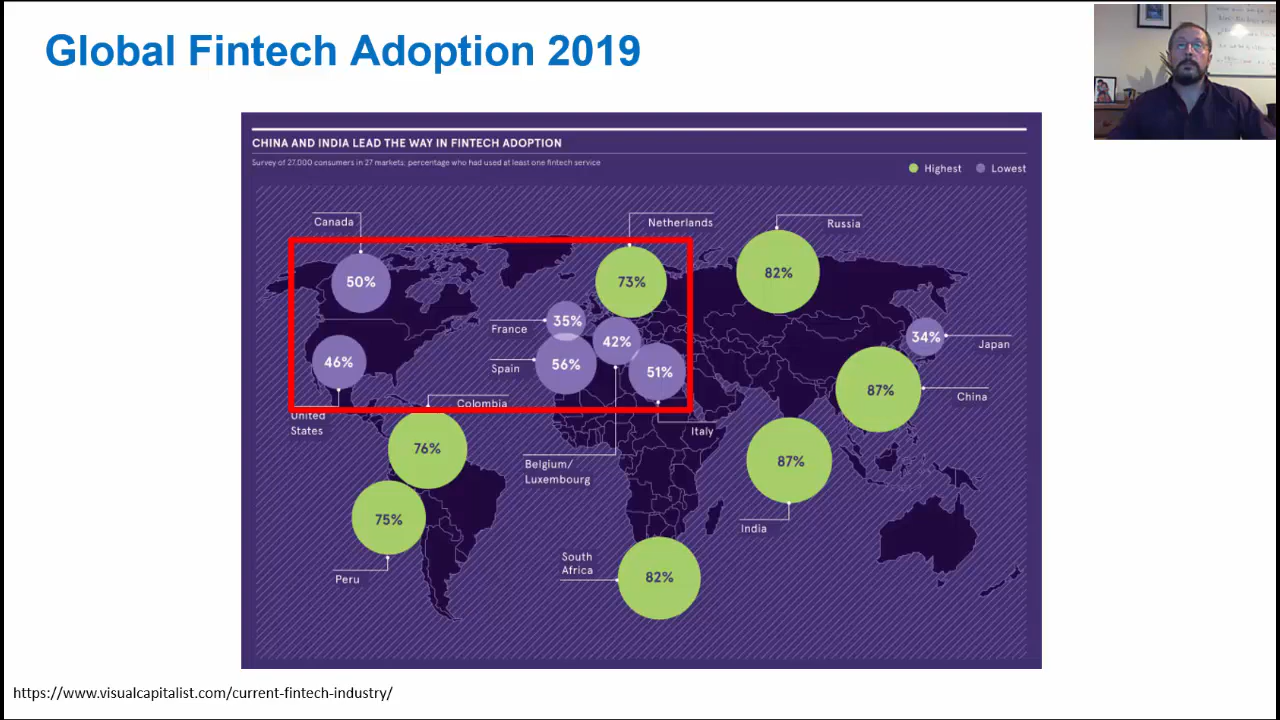 Global Fintech Adoption 2019
CHINA AND INDIA LEAD THE WAY IN FINTECH ADOPTION
Survey of 27,000 consumers in 27 markets: percentage who had used at least one fintech service
Highest
Lowest
Canada
50%
Netherlands
73%
Russia
82%
France
35%
42%
Japan
34%
United
States
46%
Spain
56%
51%
Italy
China
87%
Colombia
76%
Belgium/
Luxembourg
India
87%
Peru
75%
South
Africa
82%
https://www.visualcapitalist.com/current-fintech-industry/